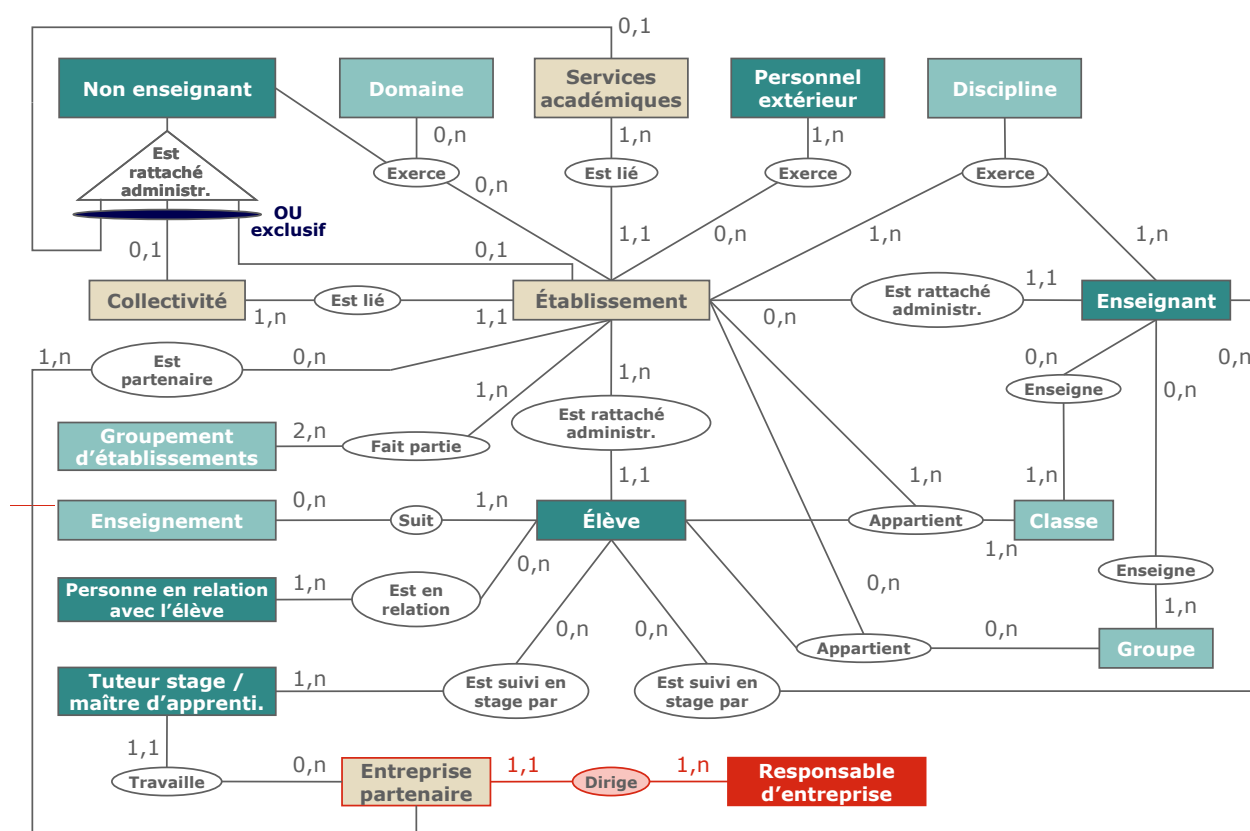 0,1
Non enseignant
Domaine
Services
académiques
Personnel
extérieur
Discipline
0,n
1,n
1,n
Est
rattaché
administr.
Exerce
Est lié
Exerce
Exerce
0,n
OU
exclusif
0,1
0,1
1,1
0,n
1,n
1,n
Collectivité
Est lié
Établissement
Est rattaché
administr.
1,1
Enseignant
1,n
1,1
0,n
1,n
Est
partenaire
0,n
0,n
0,n
1,n
1,n
Enseigne
0,n
Groupement
d’établissements
2,n
Fait partie
Est rattaché
administr.
1,1
1,n
1,n
Enseignement
0,n
Suit
1,n
Élève
Appartient
Classe
1,n
0,n
Personne en relation
avec l’élève
1,n
Est en
relation
0,n
Enseigne
1,n
0,n
0,n
Appartient
0,n
Groupe
Tuteur stage /
maître d’apprenti.
1,n
Est suivi en
stage par
Est suivi en
stage par
1,1
Travaille
0,n
Entreprise
partenaire
1,1
Dirige
1,n
Responsable
d’entreprise